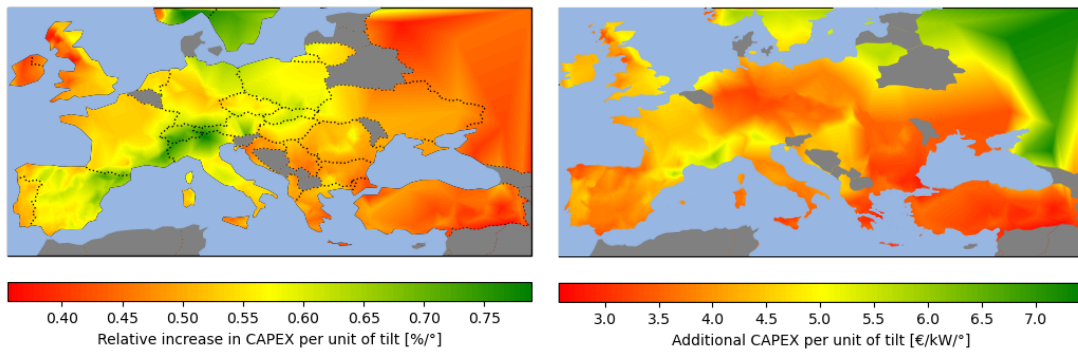 0.40 0.45 0.50 0.55 0.60 0.65 0.70 0.75
Relative increase in CAPEX per unit of tilt [%/°]
3.0 3.5 4.0 4.5 5.0 5.5 6.0 6.5 7.0
Additional CAPEX per unit of tilt [€/kW/°]